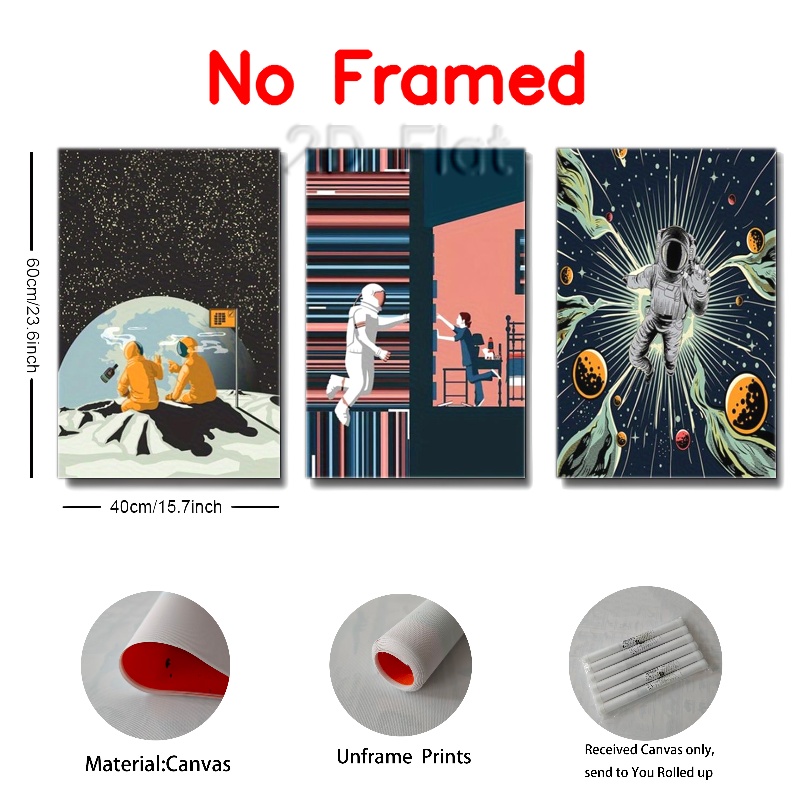 No Framed
2D Flat
60cm/23.6inch
40cm/15.7inch
Material:Canvas
Unframe Prints
Received Canvas only,
send to You Rolled up